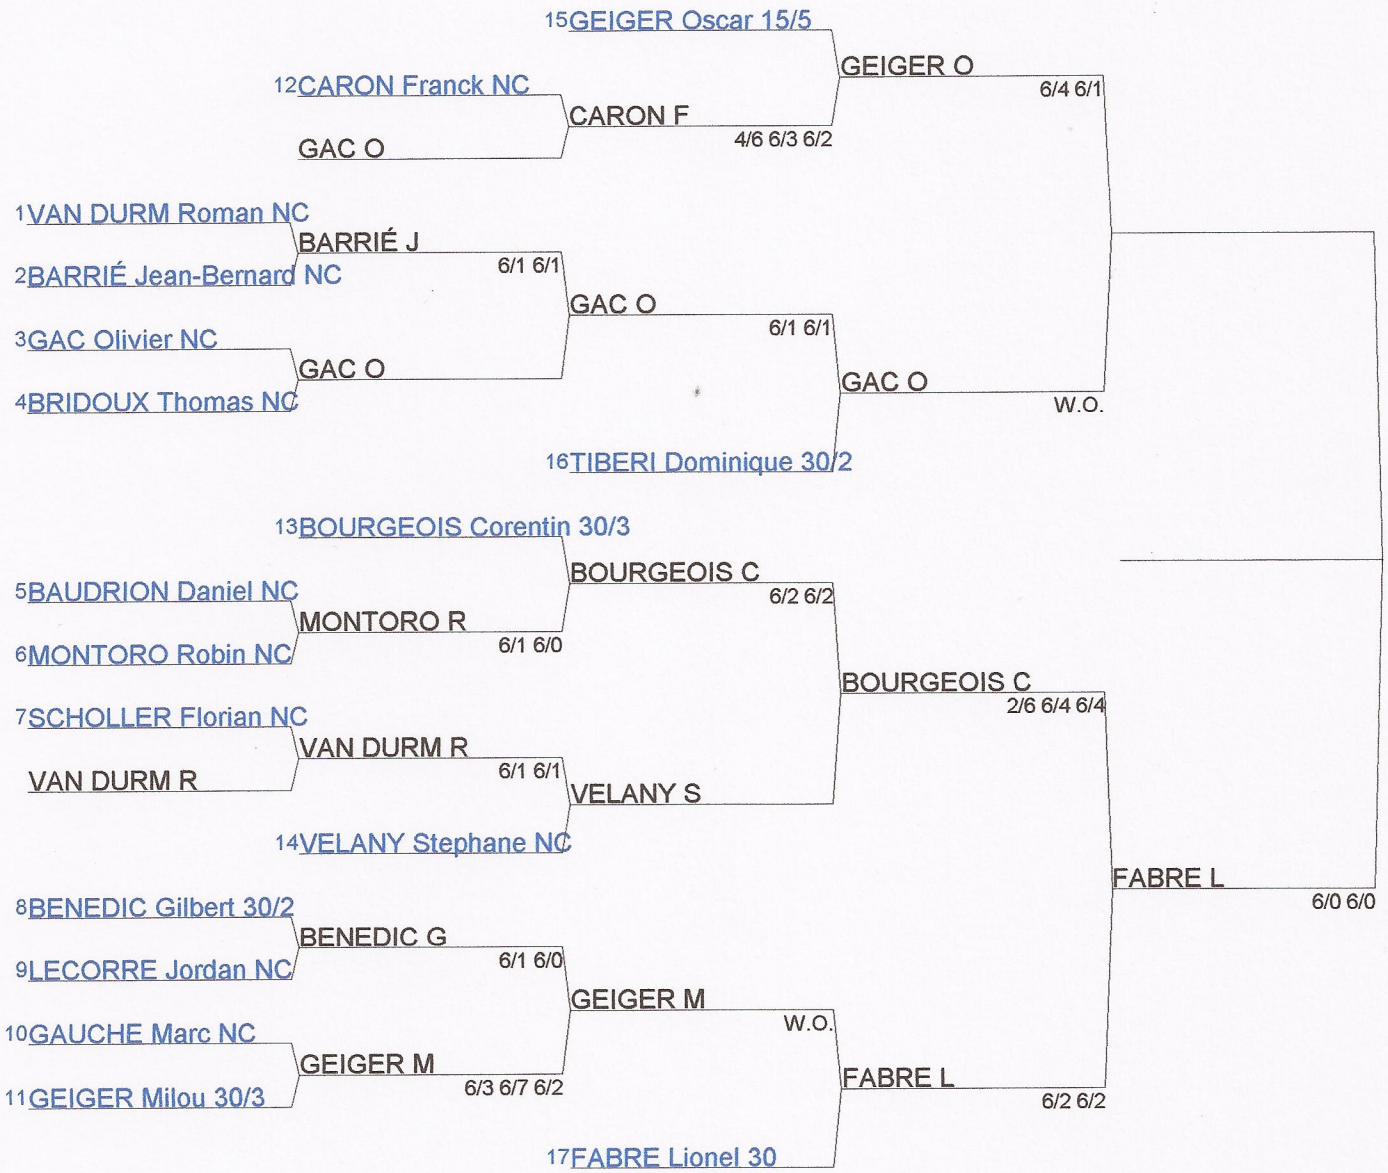 15GEIGER Oscar 15/5
GEIGER O
6/4 6/1
12CARON Franck NC
CARON F
4/6 6/3 6/2
GAC O
1VAN DURM Roman NC
BARRIÉ J
6/1 6/1
2BARRIÉ Jean-Bernard NC
GAC O
6/1 6/1
3GAC Olivier NC
GAC O
4BRIDOUX Thomas NC
GAC O
W.O.
16TIBERI Dominique 30/2
13BOURGEOIS Corentin 30/3
BOURGEOIS C
6/2 6/2
5BAUDRION Daniel NC
MONTORO R
6/1 6/0
6MONTORO Robin NC
BOURGEOIS C
2/6 6/4 6/4
7SCHOLLER Florian NC
VAN DURM R
6/1 6/1
VAN DURM R
VELANY S
14VELANY Stephane NC
FABRE L
6/0 6/0
8BENEDIC Gilbert 30/2
BENEDIC G
6/1 6/0
9LECORRE Jordan NC
GEIGER M
W.O.
10GAUCHE Marc NC
GEIGER M
6/3 6/7 6/2
11GEIGER Milou 30/3
FABRE L
6/2 6/2
17FABRE Lionel 30